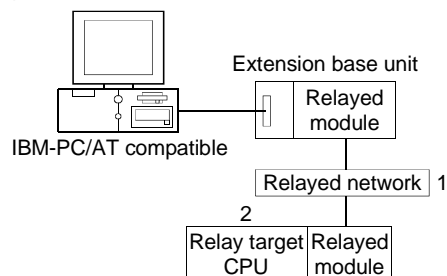 Extension base unit
Relayed
module
IBM-PC/AT compatible
Relayed network 1
2
Relay target
CPU
Relayed
module